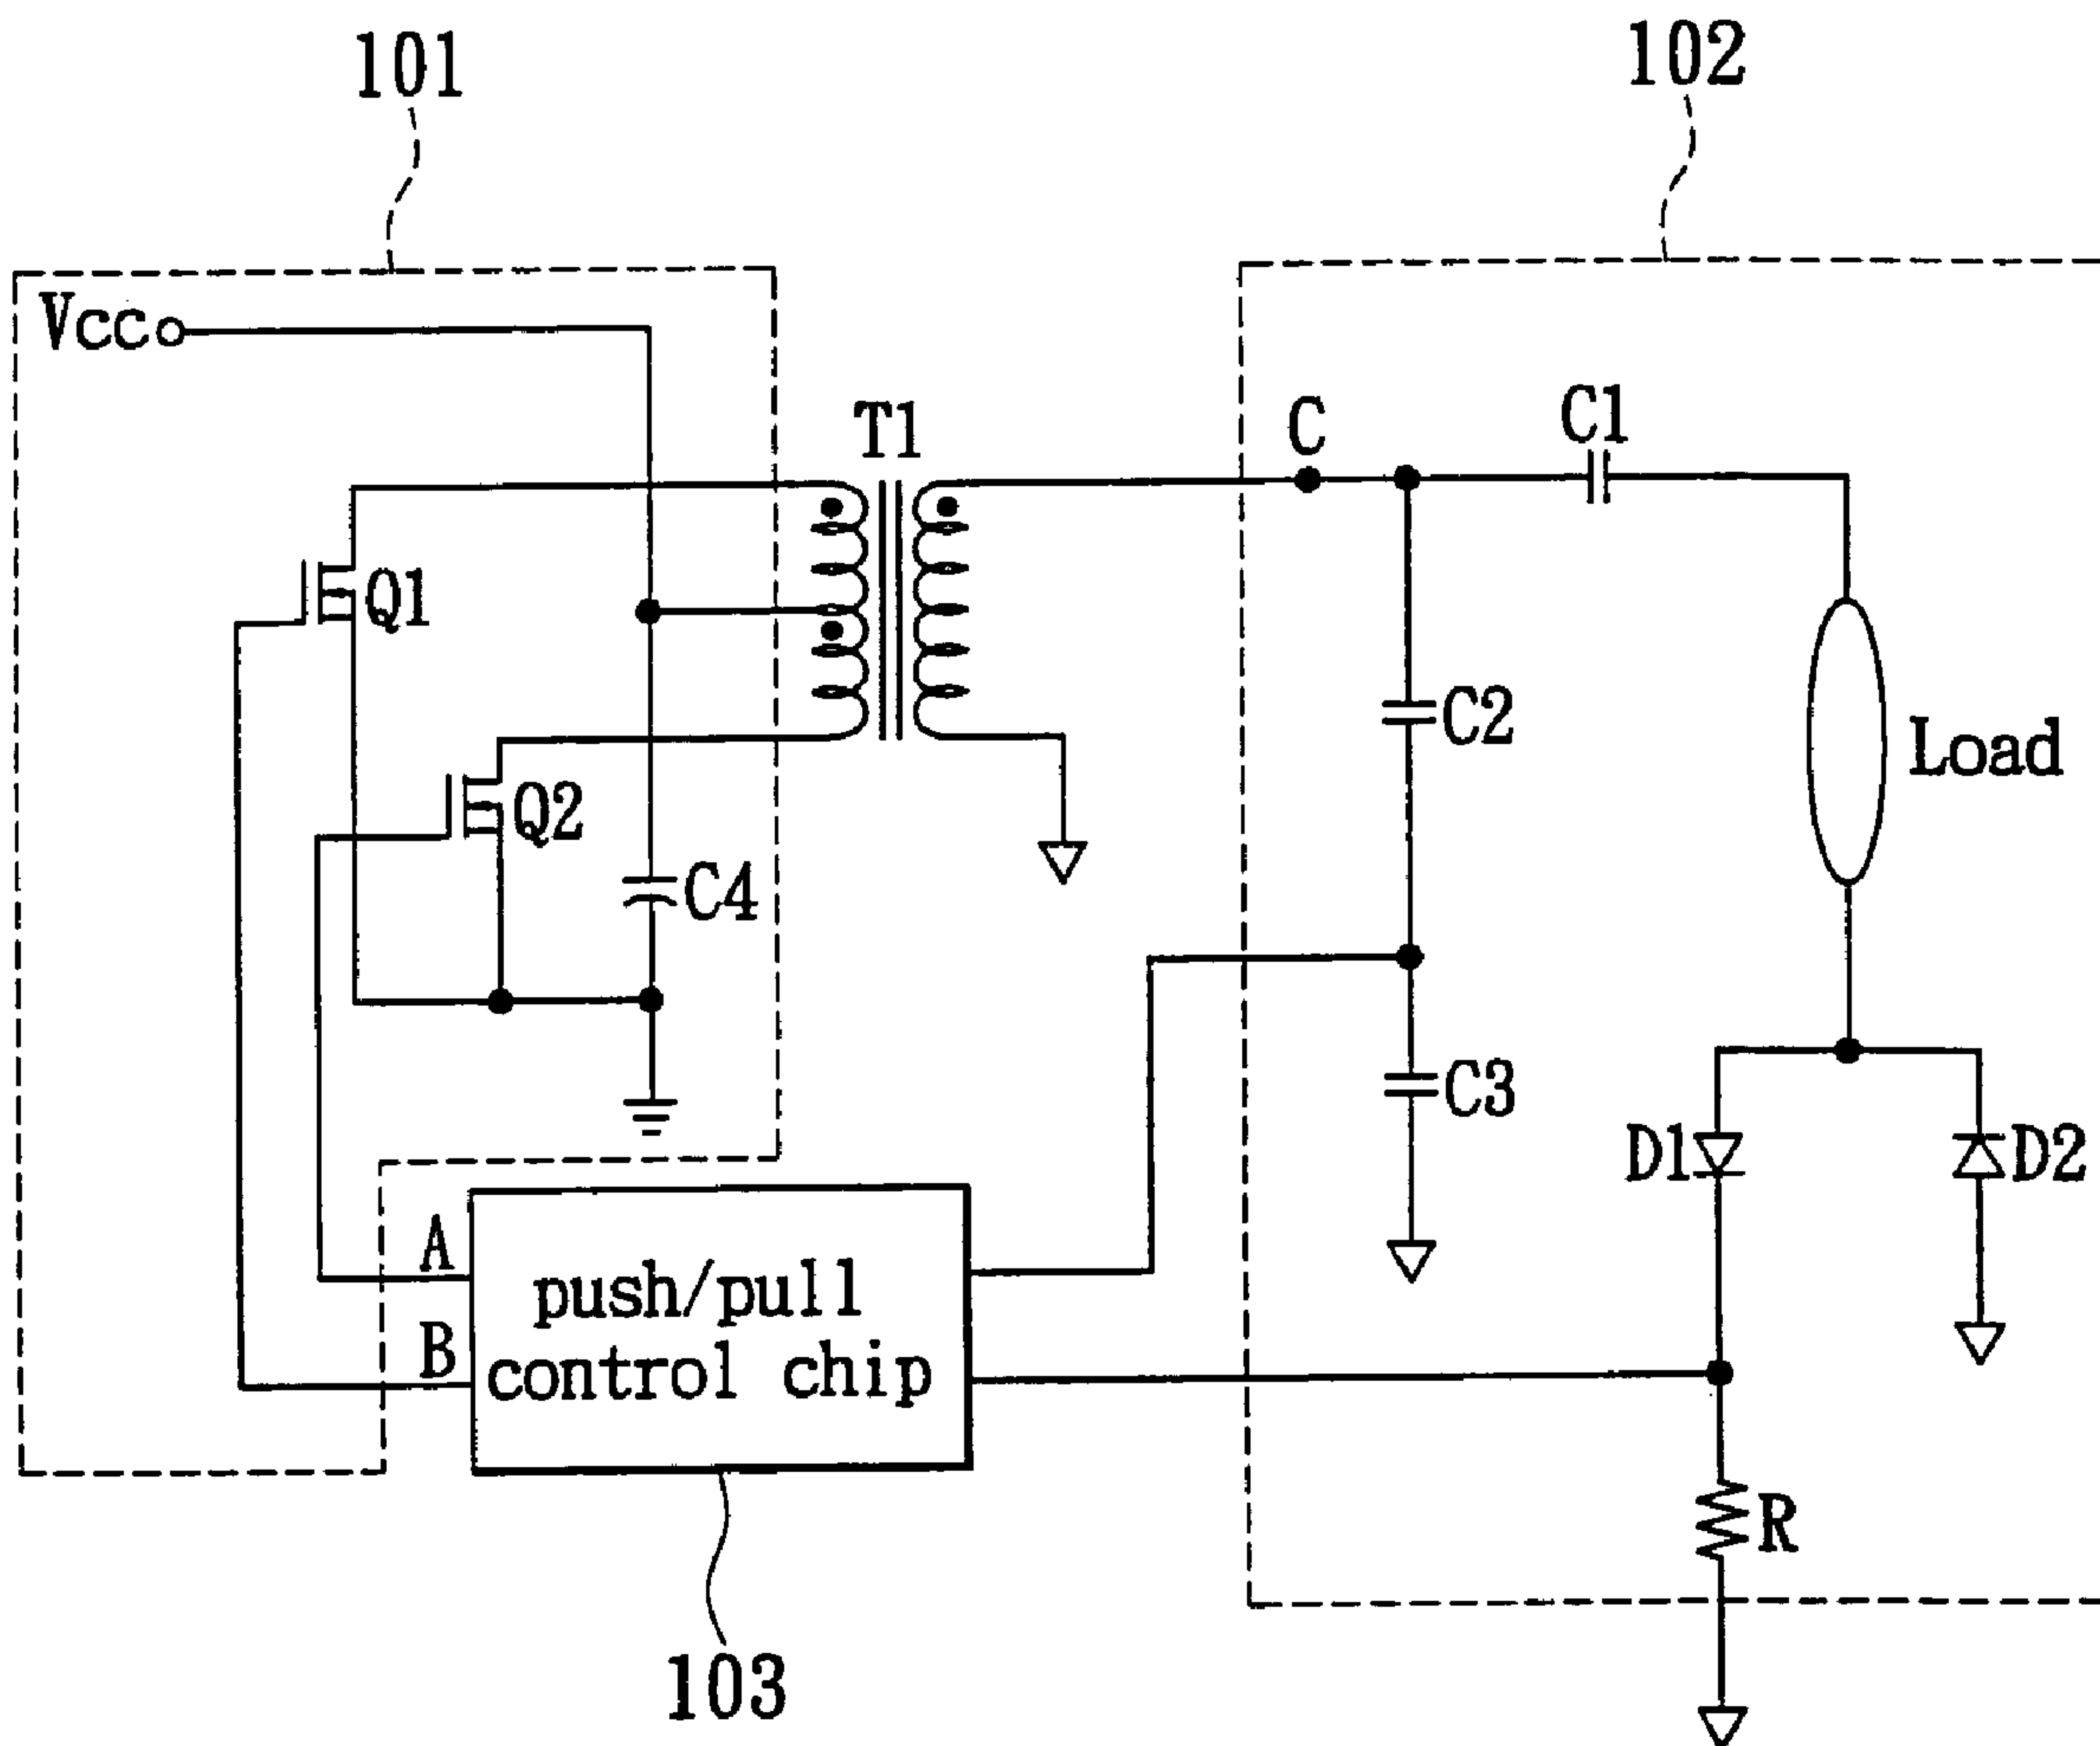 101
102
Vcc
T1
C
C1
Q1
C2
Load
Q2
C4
C3
D1
D2
A
push/pull
B
control chip
R
103